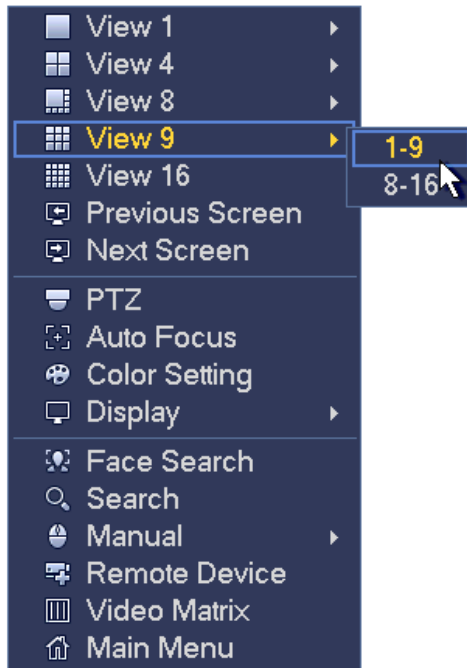 View 1
View 4
View 8
View 9
1-9
View 16
8-16
Previous Screen
Next Screen
PTZ
Auto Focus
Color Setting
Display
Face Search
Search
Manual
Remote Device
Video Matrix
Main Menu